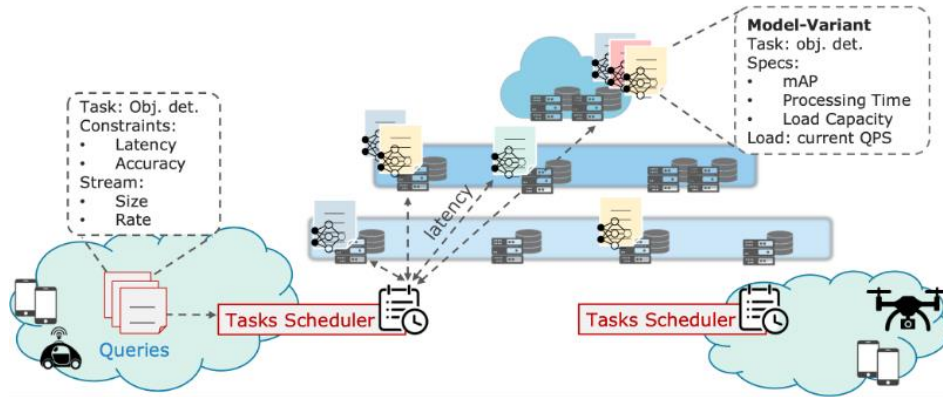 Model-Variant
Task: obj. det.
Specs:
• mAP
• Processing Time
• Load Capacity
Load: current QPS
Task: Obj. det.
Constraints:
• Latency
• Accuracy
Stream:
• Size
• Rate
latency
Tasks Scheduler
Queries
Tasks Scheduler